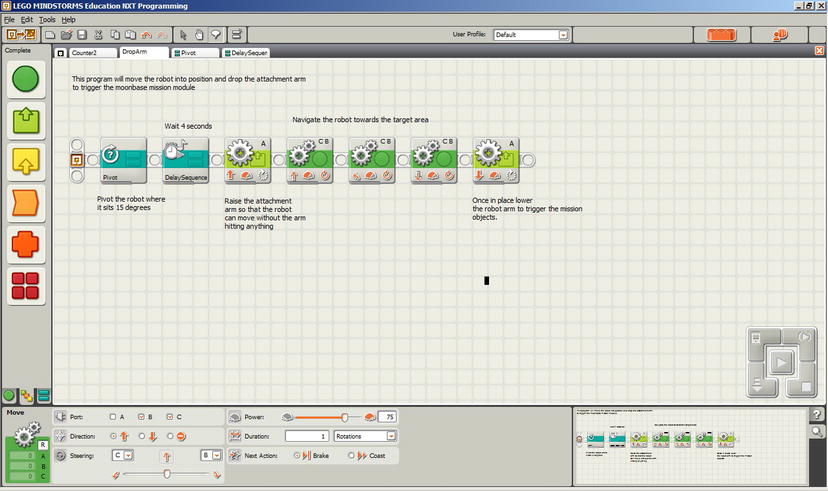 LEGO MINDSTORMS Education NXT Programming
File Edit Tools Help
User Profile: Default
Complete
Counter2 DropArm Pivot DelaySequen
This program will move the robot into position and drop the attachment arm
to trigger the moonbase mission module
Wait 4 seconds
Navigate the robot towards the target area
A C B C B C B A
Pivot DelaySequence
Pivot the robot where
it sits 15 degrees
Raise the attachment
arm so that the robot
can move without the arm
hitting anything
Once in place lower
the robot arm to trigger the mission
objects.
Move
R
A
B
C
0
0
0
Port: A B C
Direction:
Steering: C B
Power: 75
Duration: 1 Rotations
Next Action: Brake Coast
?